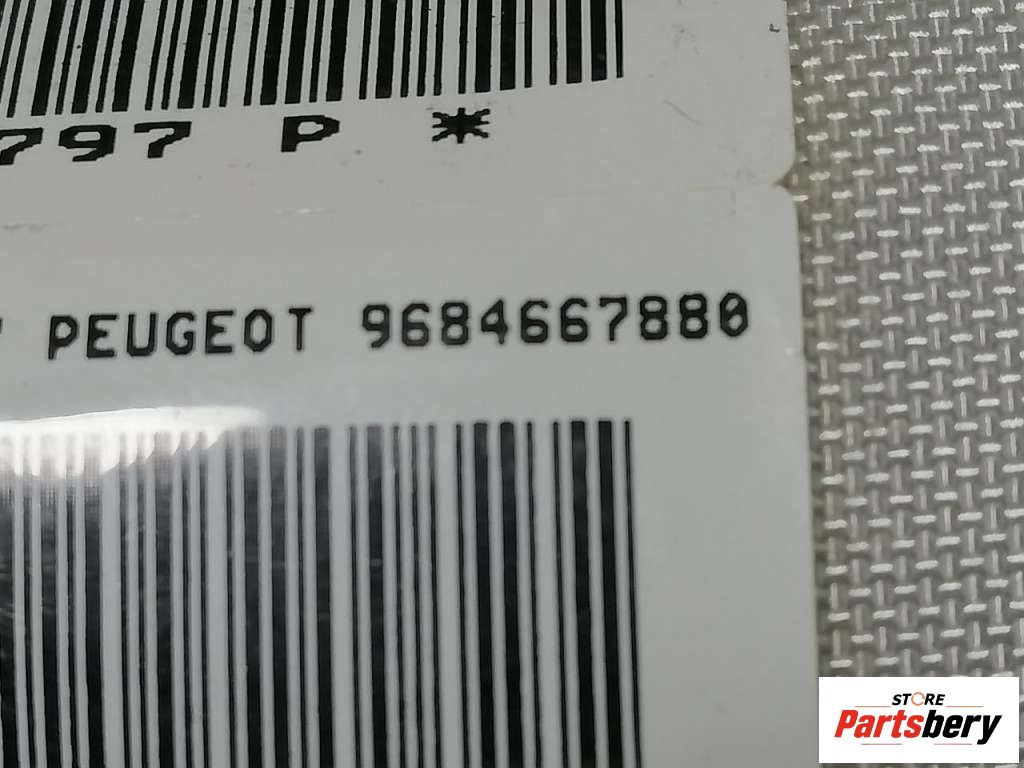 797 P *
PEUGEOT 9684667880
STORE
Partsbery